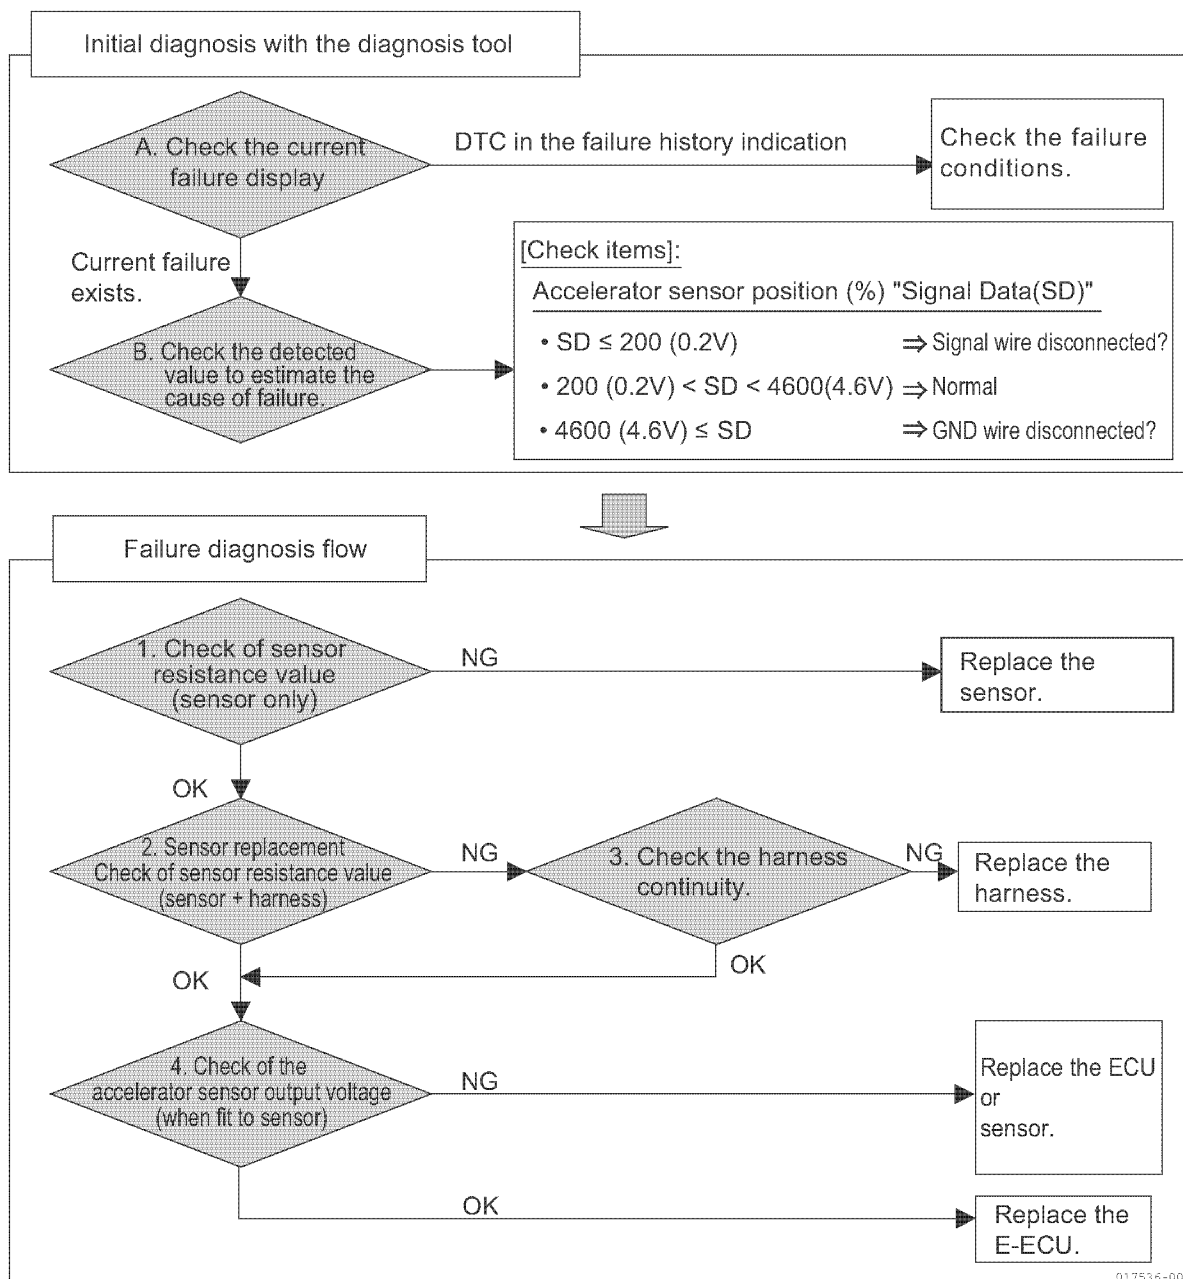 Initial diagnosis with the diagnosis tool
A. Check the current
failure display
DTC in the failure history indication
Check the failure
conditions.
Current failure
exists.
B. Check the detected
value to estimate the
cause of failure.
[Check items]:
Accelerator sensor position (%) "Signal Data(SD)"
• SD ≤ 200 (0.2V) ⇒ Signal wire disconnected?
• 200 (0.2V) < SD < 4600(4.6V) ⇒ Normal
• 4600 (4.6V) ≤ SD ⇒ GND wire disconnected?
Failure diagnosis flow
1. Check of sensor
resistance value
(sensor only)
NG
Replace the
sensor.
OK
2. Sensor replacement
Check of sensor resistance value
(sensor + harness)
NG
3. Check the harness
continuity.
NG
Replace the
harness.
OK
OK
4. Check of the
accelerator sensor output voltage
(when fit to sensor)
NG
Replace the ECU
or
sensor.
OK
Replace the
E-ECU.